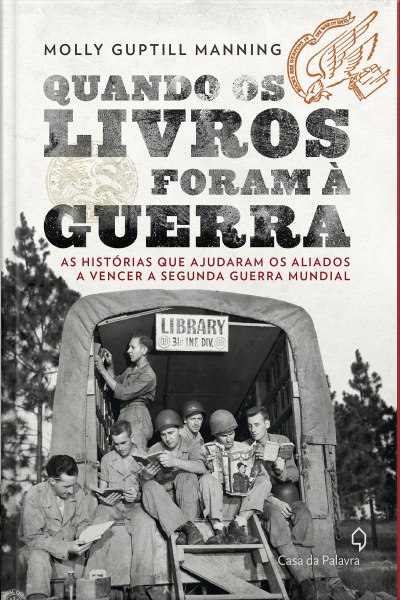 MOLLY GUPTILL MANNING
QUANDO OS
LIVROS
FORAM À
GUERRA
AS HISTÓRIAS QUE AJUDARAM OS ALIADOS
A VENCER A SEGUNDA GUERRA MUNDIAL
LIBRARY
31st INF. DIV.
YANK
Casa da Palavra